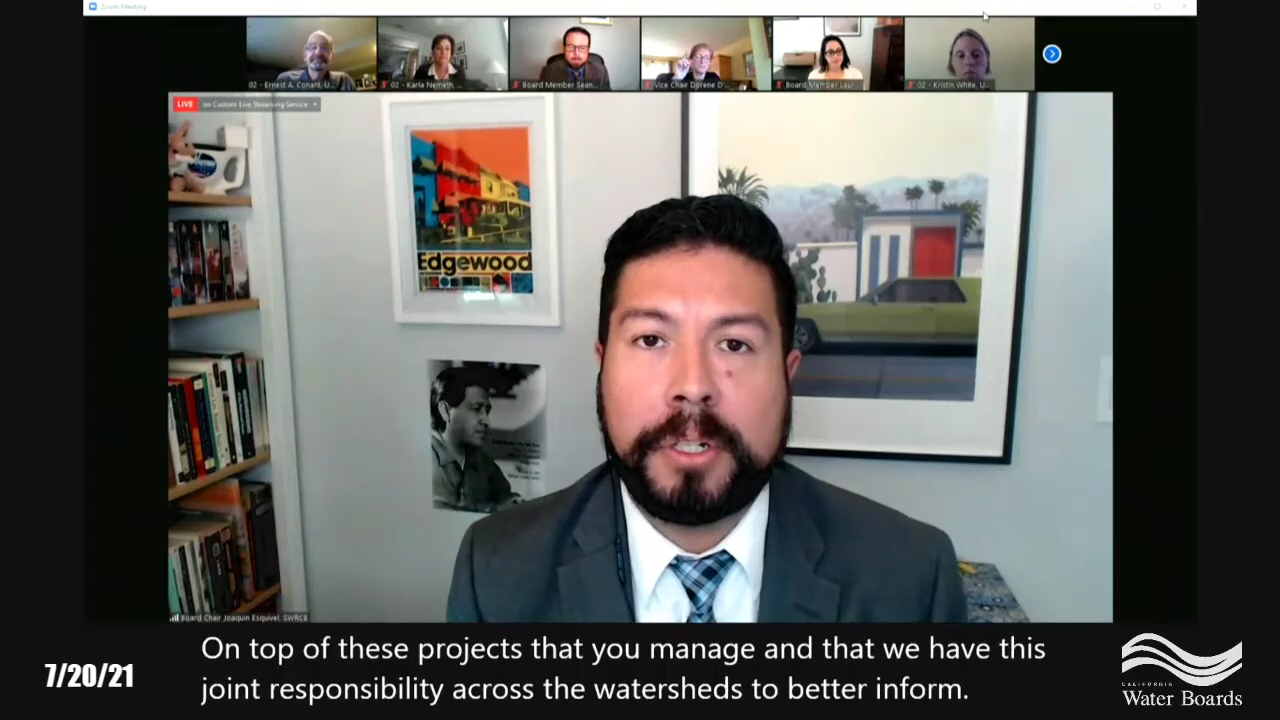 Zoom Meeting
02 - Ernest A. Conant, U...
02 - Karla Nemeth, ...
Board Member Sean...
Vice Chair Dorene D'...
Board Member Laur...
02 - Kristin White, U...
LIVE on Custom Live Streaming Service
Edgewood
Board Chair Joaquin Esquivel, SWRCB
On top of these projects that you manage and that we have this
joint responsibility across the watersheds to better inform.
7/20/21
CALIFORNIA
Water Boards